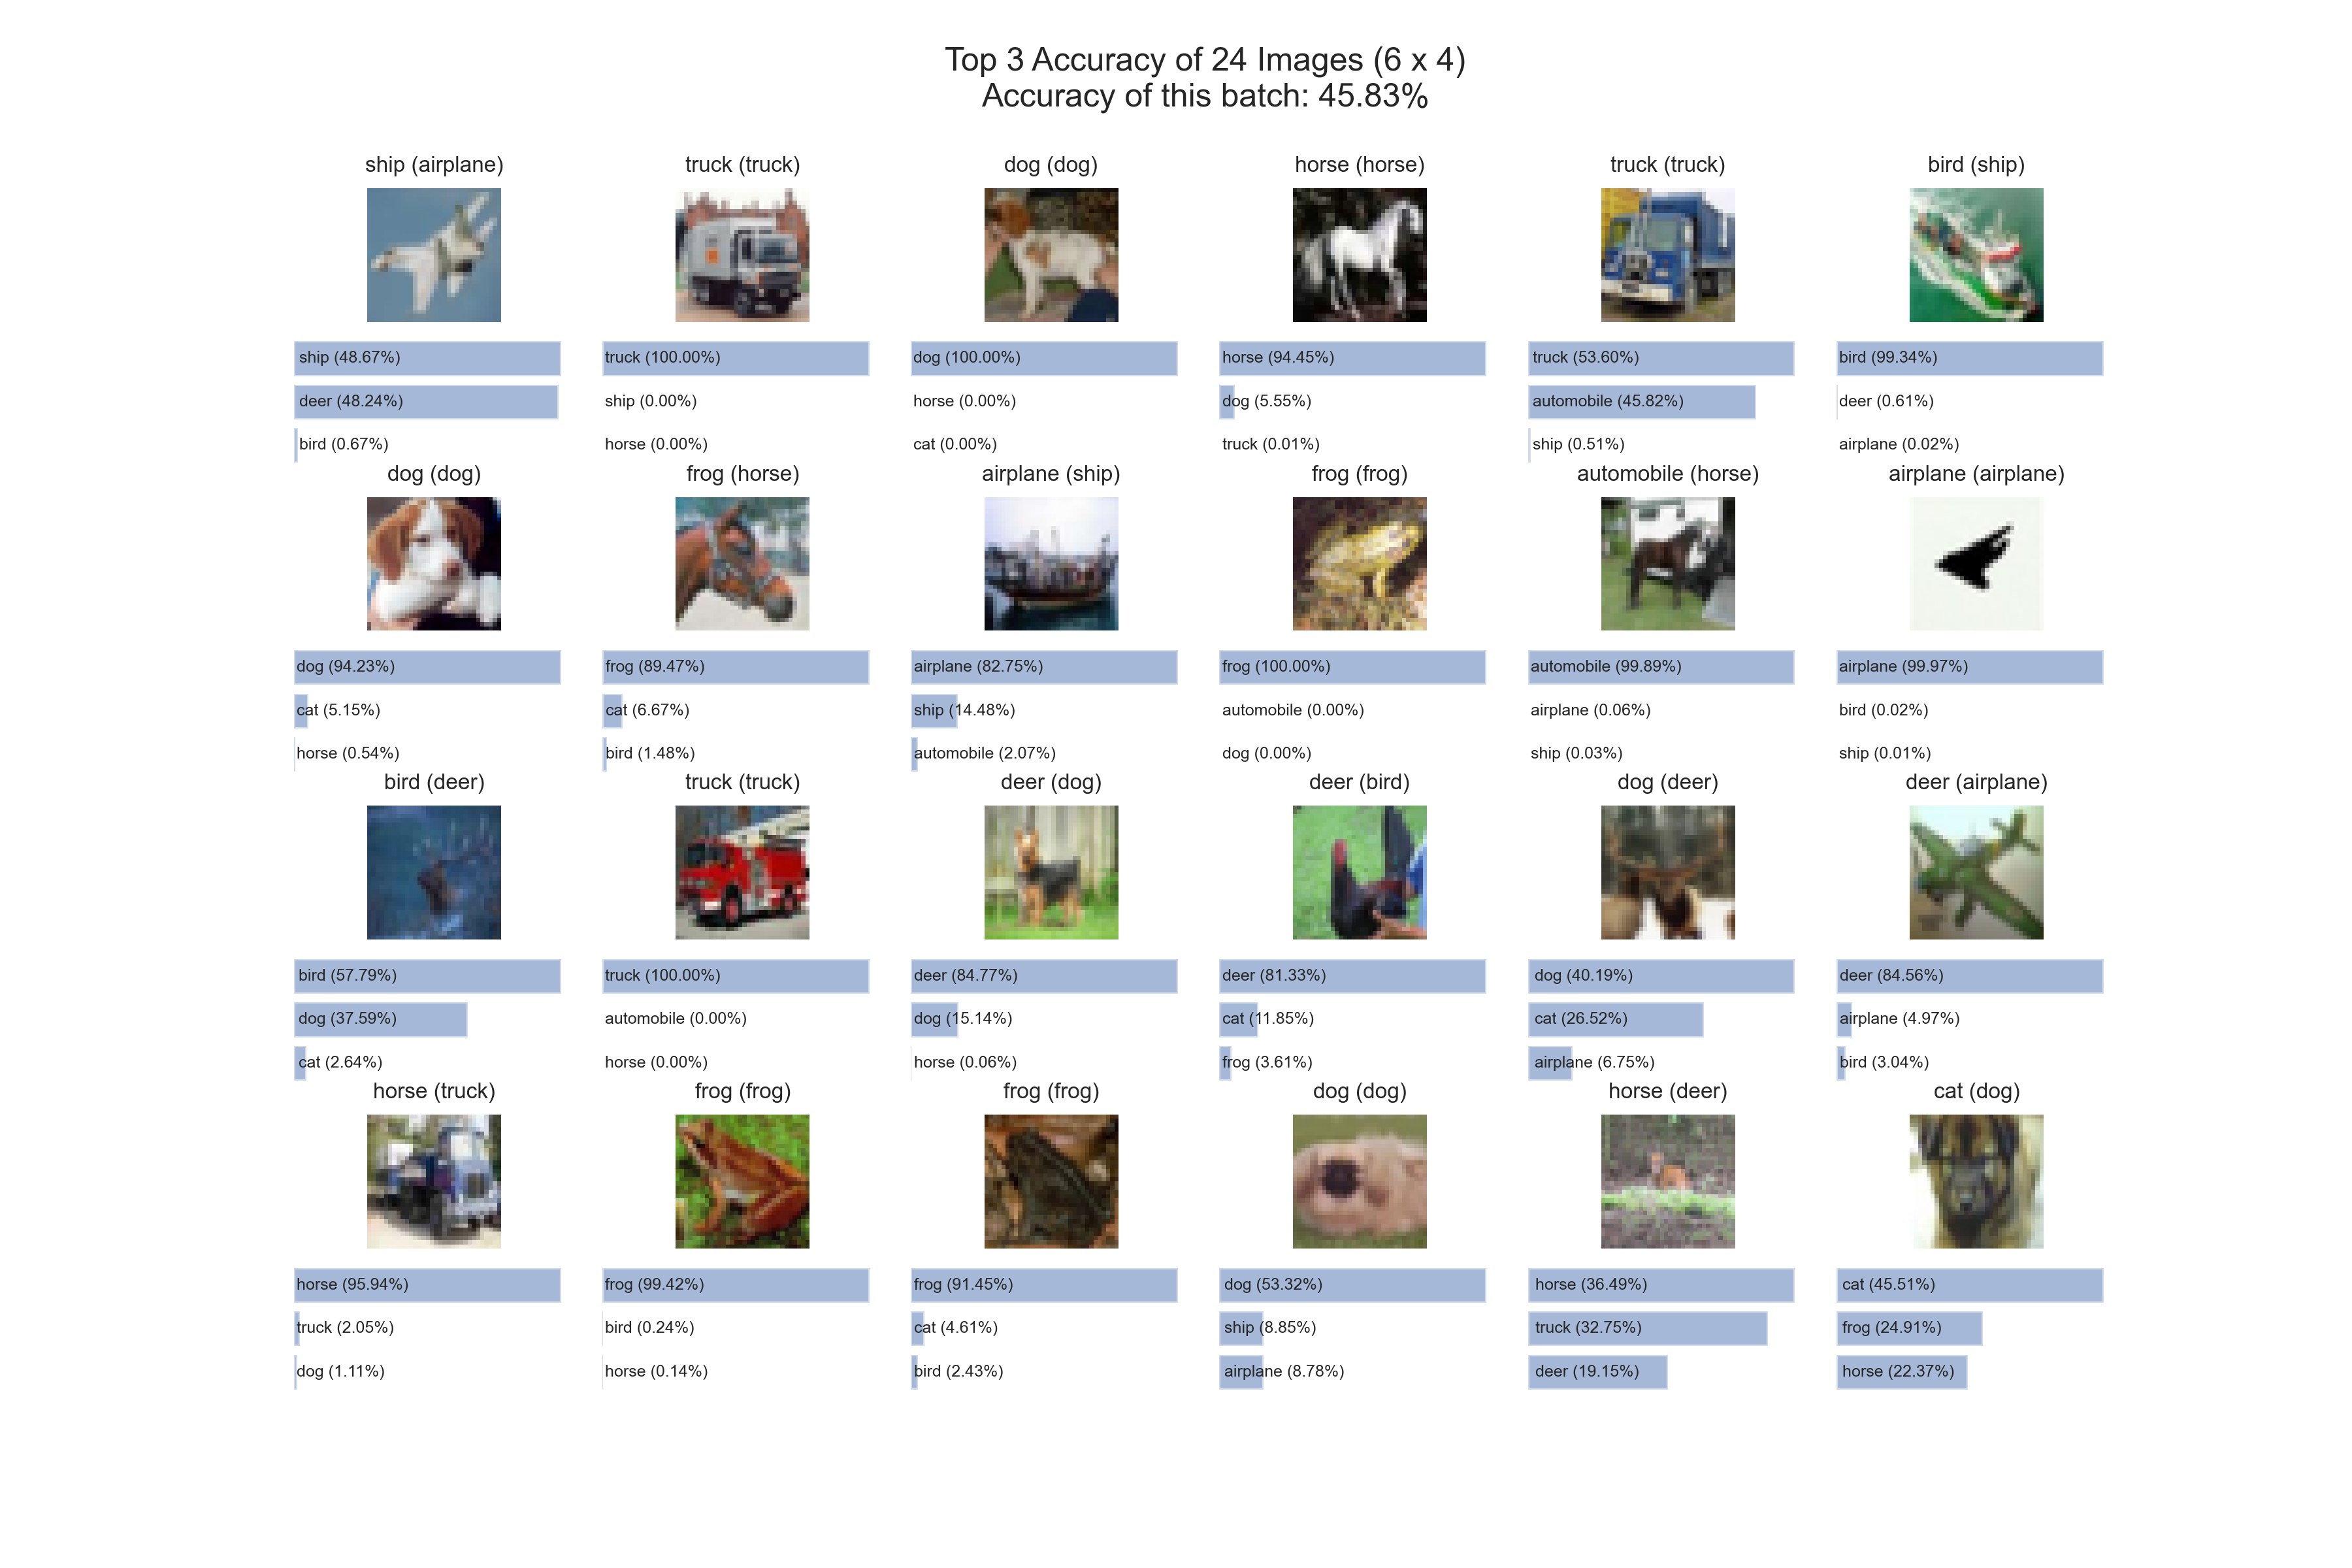 Top 3 Accuracy of 24 Images (6 x 4)
Accuracy of this batch: 45.83%
ship (airplane)
ship (48.67%)
deer (48.24%)
bird (0.67%)
truck (truck)
truck (100.00%)
ship (0.00%)
horse (0.00%)
dog (dog)
dog (100.00%)
horse (0.00%)
cat (0.00%)
horse (horse)
horse (94.45%)
dog (5.55%)
truck (0.01%)
truck (truck)
truck (53.60%)
automobile (45.82%)
ship (0.51%)
bird (ship)
bird (99.34%)
deer (0.61%)
airplane (0.02%)
dog (dog)
dog (94.23%)
cat (5.15%)
horse (0.54%)
frog (horse)
frog (89.47%)
cat (6.67%)
bird (1.48%)
airplane (ship)
airplane (82.75%)
ship (14.48%)
automobile (2.07%)
frog (frog)
frog (100.00%)
automobile (0.00%)
dog (0.00%)
automobile (horse)
automobile (99.89%)
airplane (0.06%)
ship (0.03%)
airplane (airplane)
airplane (99.97%)
bird (0.02%)
ship (0.01%)
bird (deer)
bird (57.79%)
dog (37.59%)
cat (2.64%)
truck (truck)
truck (100.00%)
automobile (0.00%)
horse (0.00%)
deer (dog)
deer (84.77%)
dog (15.14%)
horse (0.06%)
deer (bird)
deer (81.33%)
cat (11.85%)
frog (3.61%)
dog (deer)
dog (40.19%)
cat (26.52%)
airplane (6.75%)
deer (airplane)
deer (84.56%)
airplane (4.97%)
bird (3.04%)
horse (truck)
horse (95.94%)
truck (2.05%)
dog (1.11%)
frog (frog)
frog (99.42%)
bird (0.24%)
horse (0.14%)
frog (frog)
frog (91.45%)
cat (4.61%)
bird (2.43%)
dog (dog)
dog (53.32%)
ship (8.85%)
airplane (8.78%)
horse (deer)
horse (36.49%)
truck (32.75%)
deer (19.15%)
cat (dog)
cat (45.51%)
frog (24.91%)
horse (22.37%)